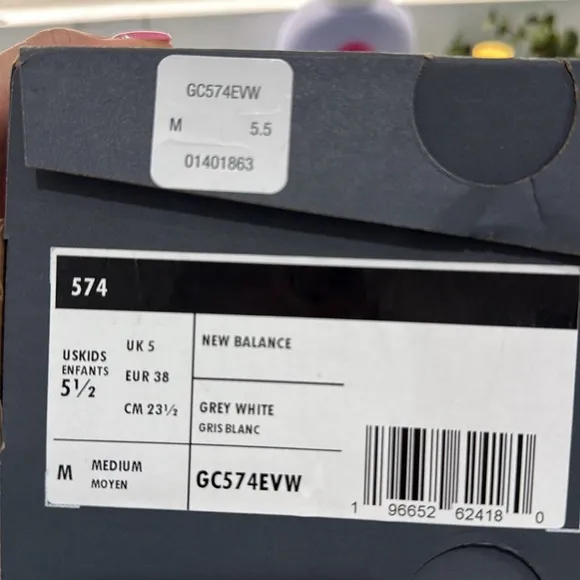 GC574EVW
M 5.5
01401863
574
USKIDS
ENFANTS
5½
UK 5
EUR 38
CM 23½
NEW BALANCE
GREY WHITE
GRIS BLANC
M
MEDIUM
MOYEN
GC574EVW
1 96652 62418 0